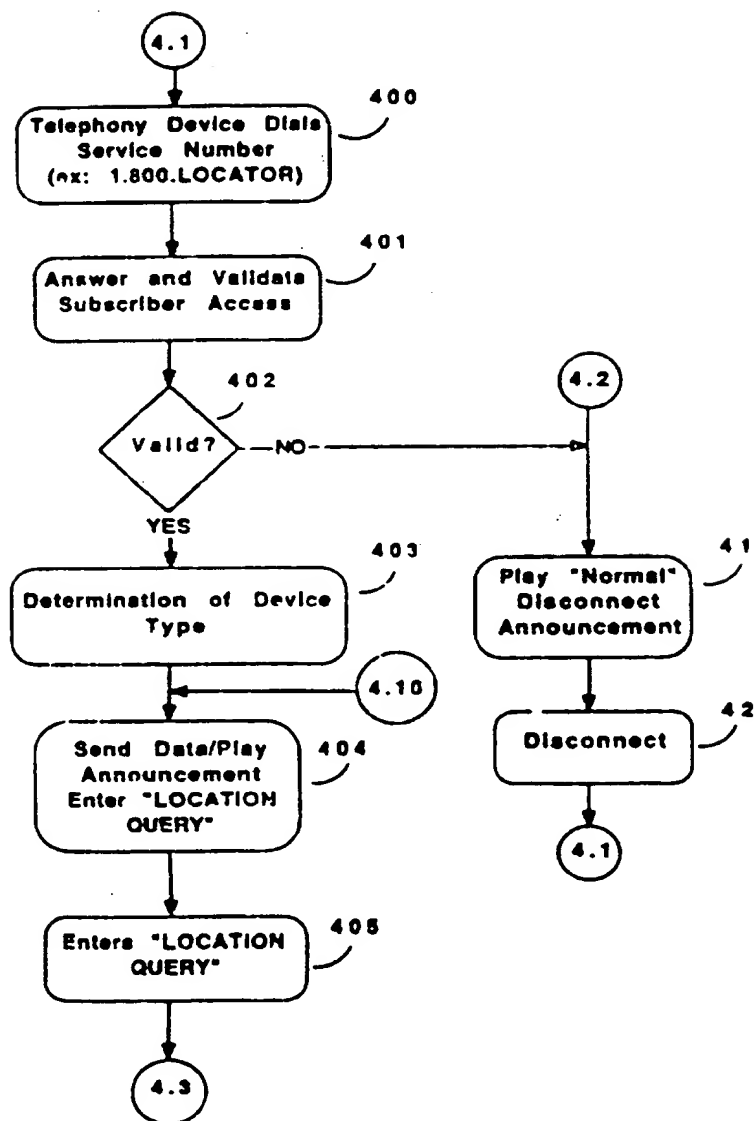 4.1
400
Telephony Device Dials
Service Number
(ex: 1.800.LOCATOR)
401
Answer and Validate
Subscriber Access
402
Valid?
NO
YES
4.2
403
Determination of Device
Type
41
Play "Normal"
Disconnect
Announcement
4.10
404
Send Data/Play
Announcement
Enter "LOCATION
QUERY"
42
Disconnect
4.1
405
Enters "LOCATION
QUERY"
4.3